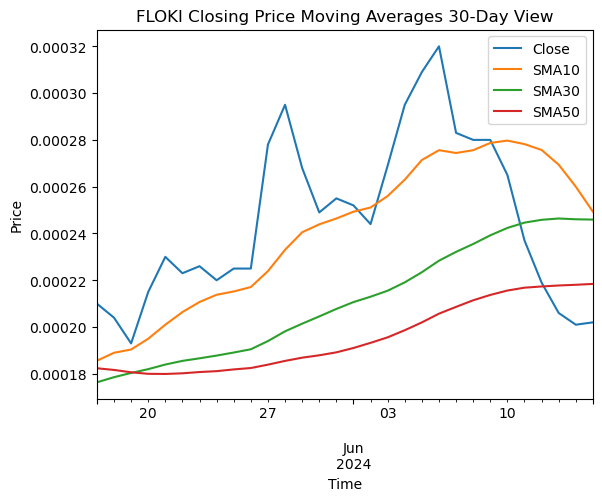 FLOKI Closing Price Moving Averages 30-Day View
Close
SMA10
SMA30
SMA50
0.00032
0.00030
0.00028
0.00026
0.00024
0.00022
0.00020
0.00018
Price
20 27 03 10
Jun
2024
Time